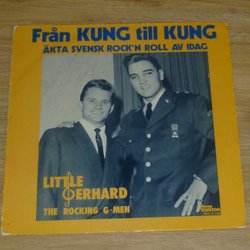 Från KUNG till KUNG
ÄKTA SVENSK ROCK'N ROLL AV IDAG
LITTLE
GERHARD
THE ROCKING G-MEN